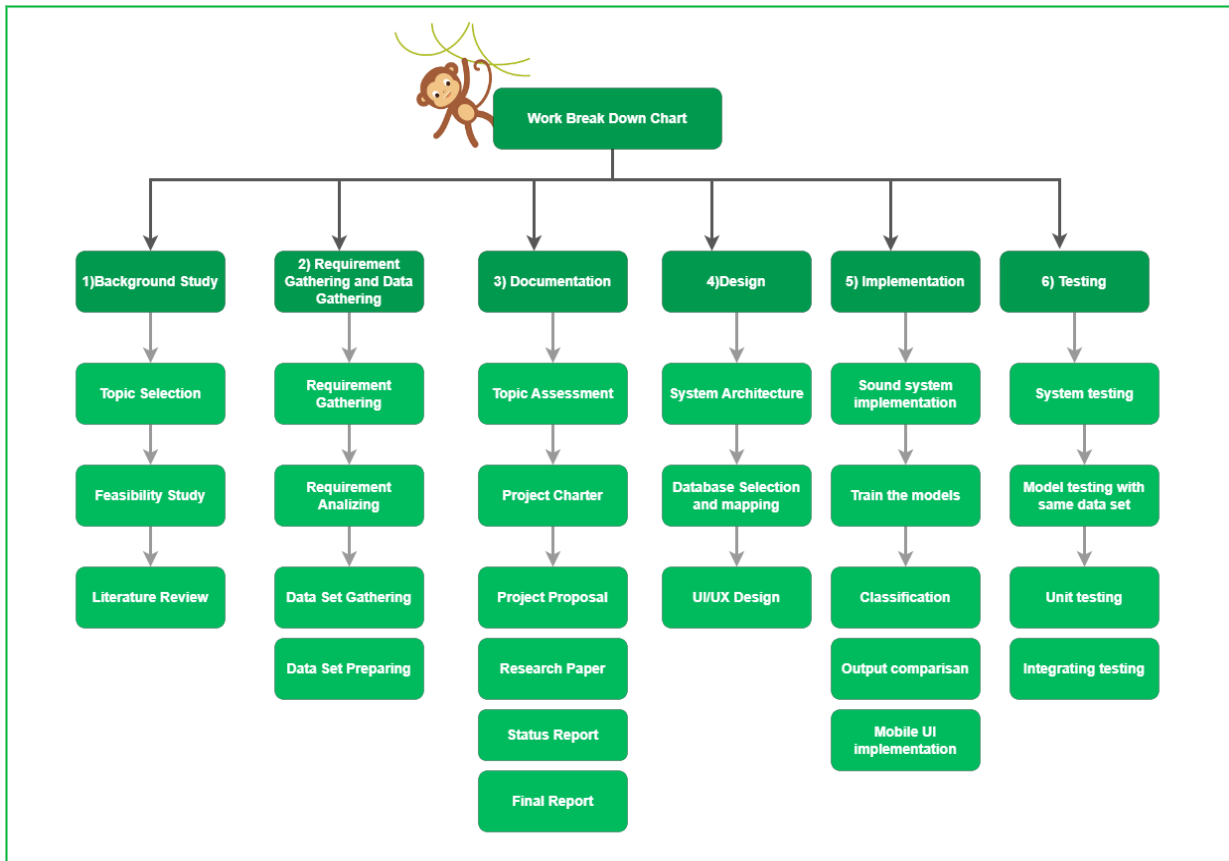 Work Break Down Chart
1)Background Study
2) Requirement
Gathering and Data
Gathering
3) Documentation
4)Design
5) Implementation
6) Testing
Topic Selection
Feasibility Study
Literature Review
Requirement
Gathering
Requirement
Analizing
Data Set Gathering
Data Set Preparing
Topic Assessment
Project Charter
Project Proposal
Research Paper
Status Report
Final Report
System Architecture
Database Selection
and mapping
UI/UX Design
Sound system
implementation
Train the models
Classification
Output comparisan
Mobile UI
implementation
System testing
Model testing with
same data set
Unit testing
Integrating testing